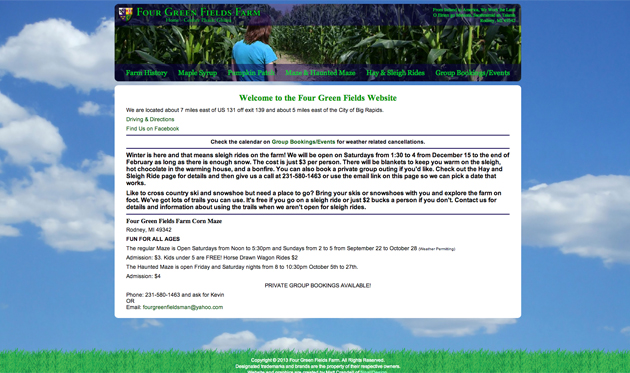 FOUR GREEN FIELDS FARM
Farm History Maple Syrup Pumpkin Patch Maze & Haunted Maze Hay & Sleigh Rides Group Bookings/Events
Welcome to the Four Green Fields Website
We are located about 7 miles east of US 131 off exit 139 and about 5 miles east of the City of Big Rapids.
Driving & Directions
Find Us on Facebook
Check the calendar on Group Bookings/Events for weather related cancellations.
Winter is here and that means sleigh rides on the farm! We will be open on Saturdays from 1:30 to 4 from December 15 to the end of
February as long as there is enough snow. The cost is just $3 per person. There will be blankets to keep you warm on the sleigh,
hot chocolate in the warming house, and a bonfire. You can also book a private group outing if you'd like. Check out the Hay and
Sleigh Ride page for details and then give us a call at 231-580-1463 or use the email link on this page so we can pick a date that
works.
Like to cross country ski and snowshoe but need a place to go? Bring your skis or snowshoes with you and explore the farm on
foot. We've got lots of trails you can use. It's free if you go on a sleigh ride or just $2 bucks a person if you don't. Contact us for
details and information about using the trails when we aren't open for sleigh rides.
Four Green Fields Farm Corn Maze
Rodney, MI 49342
FUN FOR ALL AGES
The regular Maze is Open Saturdays from Noon to 5:30pm and Sundays from 2 to 5 from September 22 to October 28 (Weather Permitting)
Admission: $3. Kids under 5 are FREE! Horse Drawn Wagon Rides $2
The Haunted Maze is open Friday and Saturday nights from 8 to 10:30pm October 5th to 27th.
Admission: $4
PRIVATE GROUP BOOKINGS AVAILABLE!
Phone: 231-580-1463 and ask for Kevin
OR
Email: fourgreenfieldsman@yahoo.com
Copyright © 2013 Four Green Fields Farm. All Rights Reserved.
Designated trademarks and brands are the property of their respective owners.